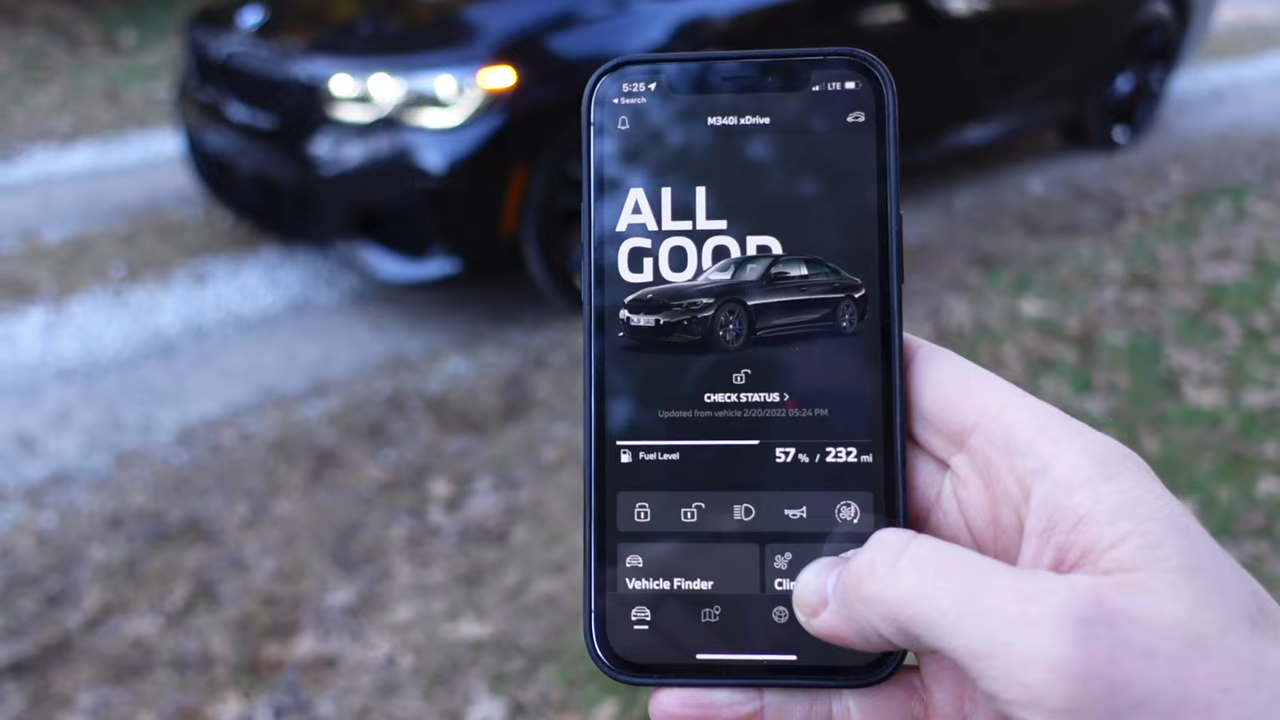 5:25
LTE
◂ Search
M340i xDrive
ALL
GOOD
CHECK STATUS >
Updated from vehicle 2/20/2022 05:24 PM
Fuel Level
57 % / 232 mi
Vehicle Finder